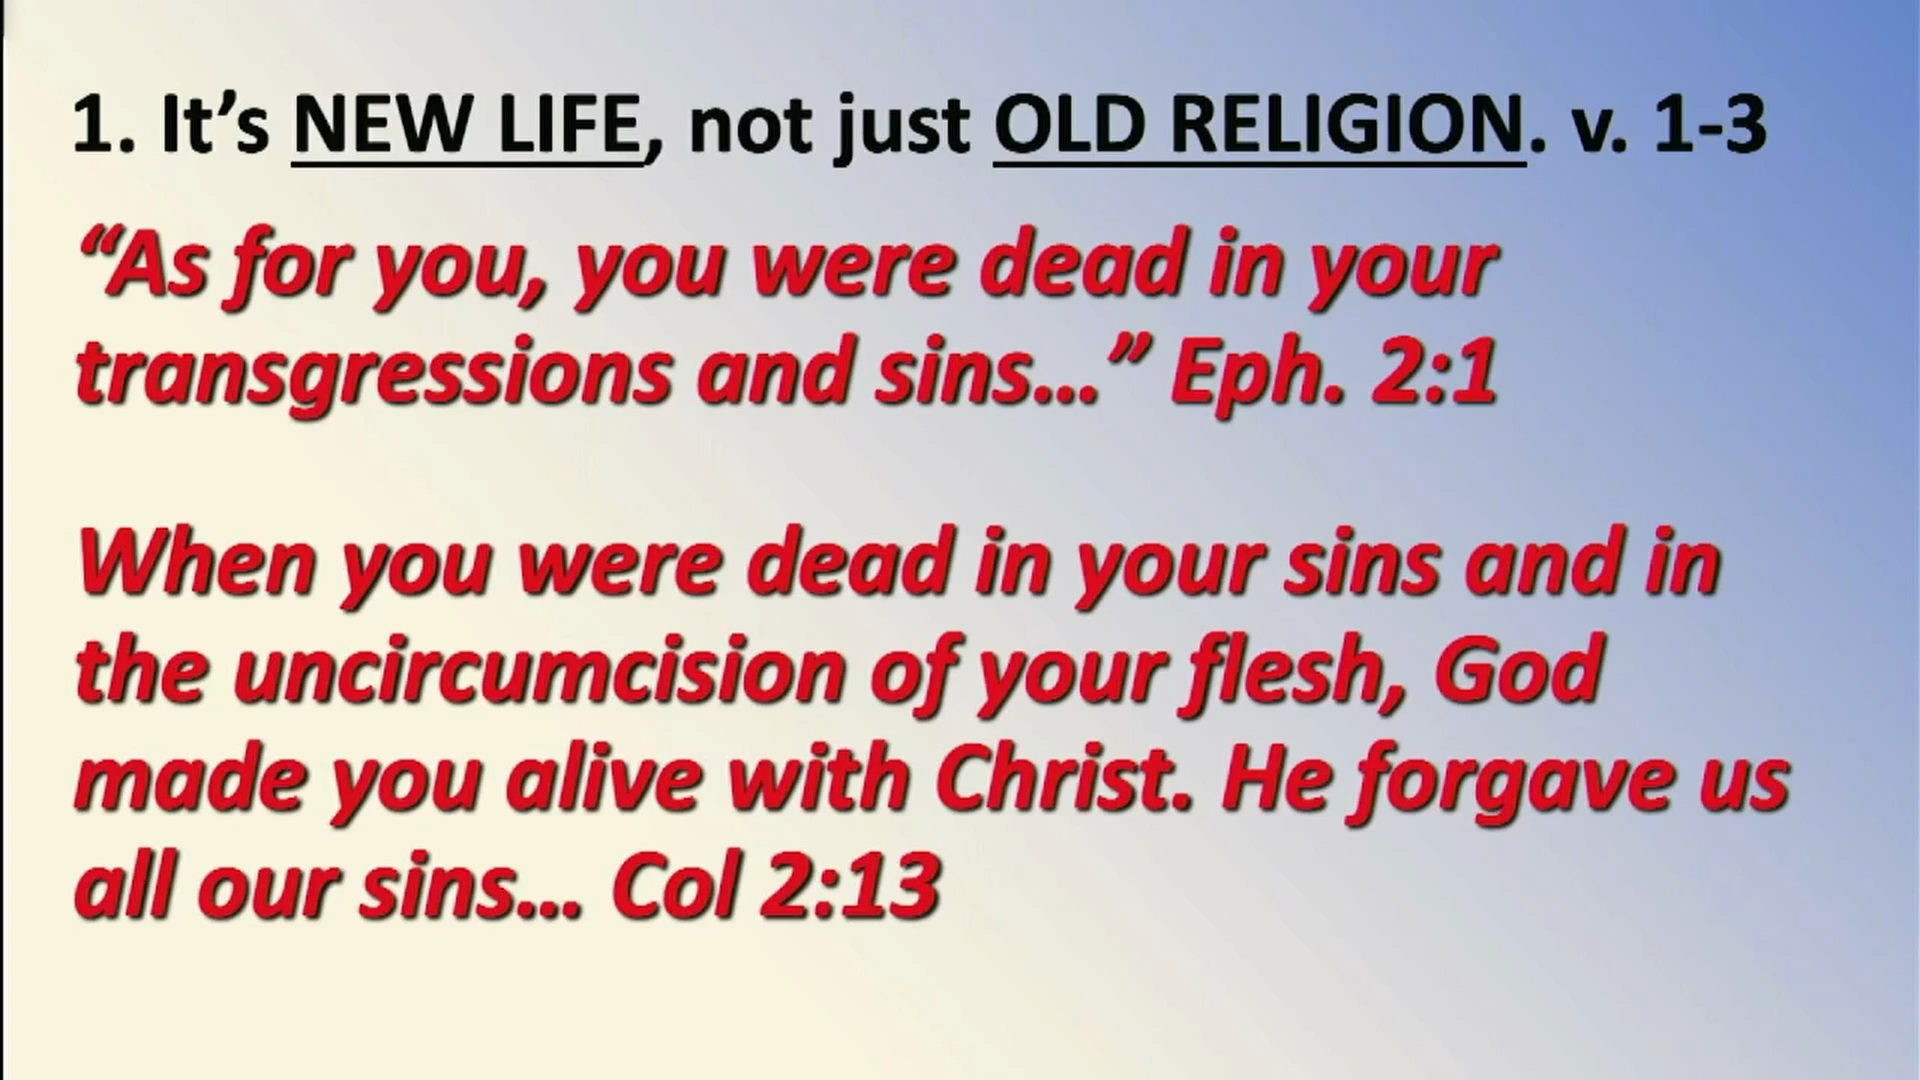 1. It’s NEW LIFE, not just OLD RELIGION. v. 1-3
“As for you, you were dead in your
transgressions and sins…” Eph. 2:1
When you were dead in your sins and in
the uncircumcision of your flesh, God
made you alive with Christ. He forgave us
all our sins… Col 2:13